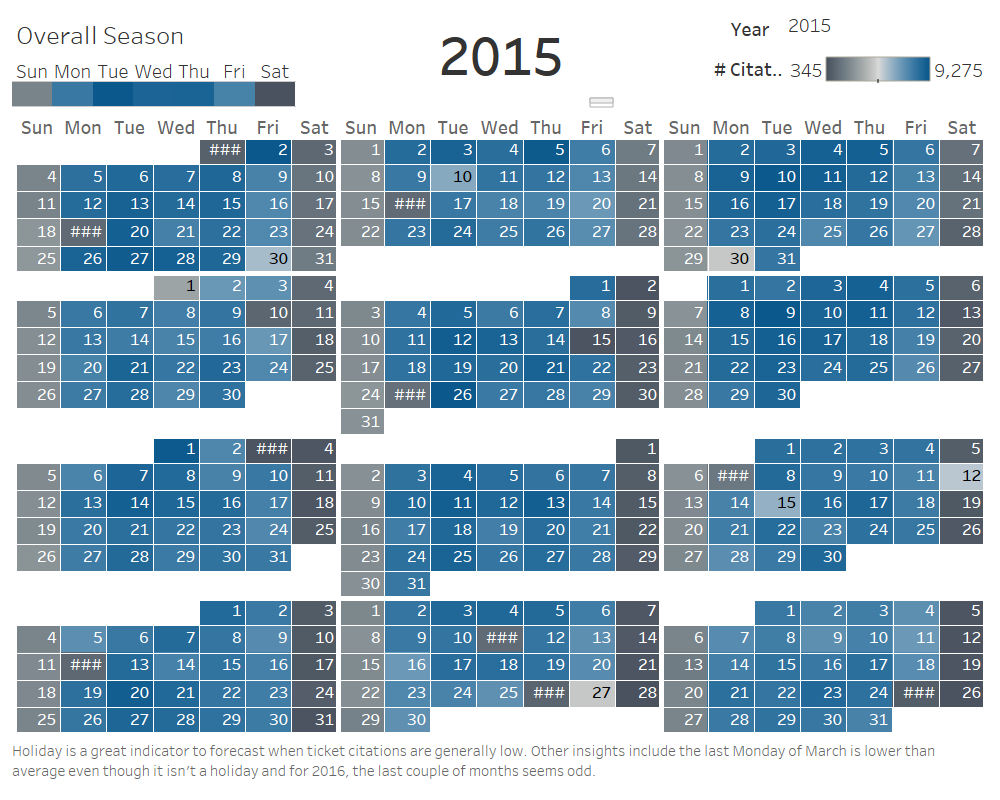 Overall Season
2015
Year 2015
Sun Mon Tue Wed Thu Fri Sat
# Citat.. 345 9,275
Sun Mon Tue Wed Thu Fri Sat Sun Mon Tue Wed Thu Fri Sat Sun Mon Tue Wed Thu Fri Sat
### 2 3 1 2 3 4 5 6 7 1 2 3 4 5 6 7
4 5 6 7 8 9 10 8 9 10 11 12 13 14 8 9 10 11 12 13 14
11 12 13 14 15 16 17 15 ### 17 18 19 20 21 15 16 17 18 19 20 21
18 ### 20 21 22 23 24 22 23 24 25 26 27 28 22 23 24 25 26 27 28
25 26 27 28 29 30 31 29 30 31
1 2 3 4 1 2 1 2 3 4 5 6
5 6 7 8 9 10 11 3 4 5 6 7 8 9 7 8 9 10 11 12 13
12 13 14 15 16 17 18 10 11 12 13 14 15 16 14 15 16 17 18 19 20
19 20 21 22 23 24 25 17 18 19 20 21 22 23 21 22 23 24 25 26 27
26 27 28 29 30 24 ### 26 27 28 29 30 28 29 30
31
1 2 ### 4 1 1 2 3 4 5
5 6 7 8 9 10 11 2 3 4 5 6 7 8 6 ### 8 9 10 11 12
12 13 14 15 16 17 18 9 10 11 12 13 14 15 13 14 15 16 17 18 19
19 20 21 22 23 24 25 16 17 18 19 20 21 22 20 21 22 23 24 25 26
26 27 28 29 30 31 23 24 25 26 27 28 29 27 28 29 30
30 31
1 2 3 1 2 3 4 5 6 7 1 2 3 4 5
4 5 6 7 8 9 10 8 9 10 ### 12 13 14 6 7 8 9 10 11 12
11 ### 13 14 15 16 17 15 16 17 18 19 20 21 13 14 15 16 17 18 19
18 19 20 21 22 23 24 22 23 24 25 ### 27 28 20 21 22 23 24 ### 26
25 26 27 28 29 30 31 29 30 27 28 29 30 31
Holiday is a great indicator to forecast when ticket citations are generally low. Other insights include the last Monday of March is lower than
average even though it isn't a holiday and for 2016, the last couple of months seems odd.